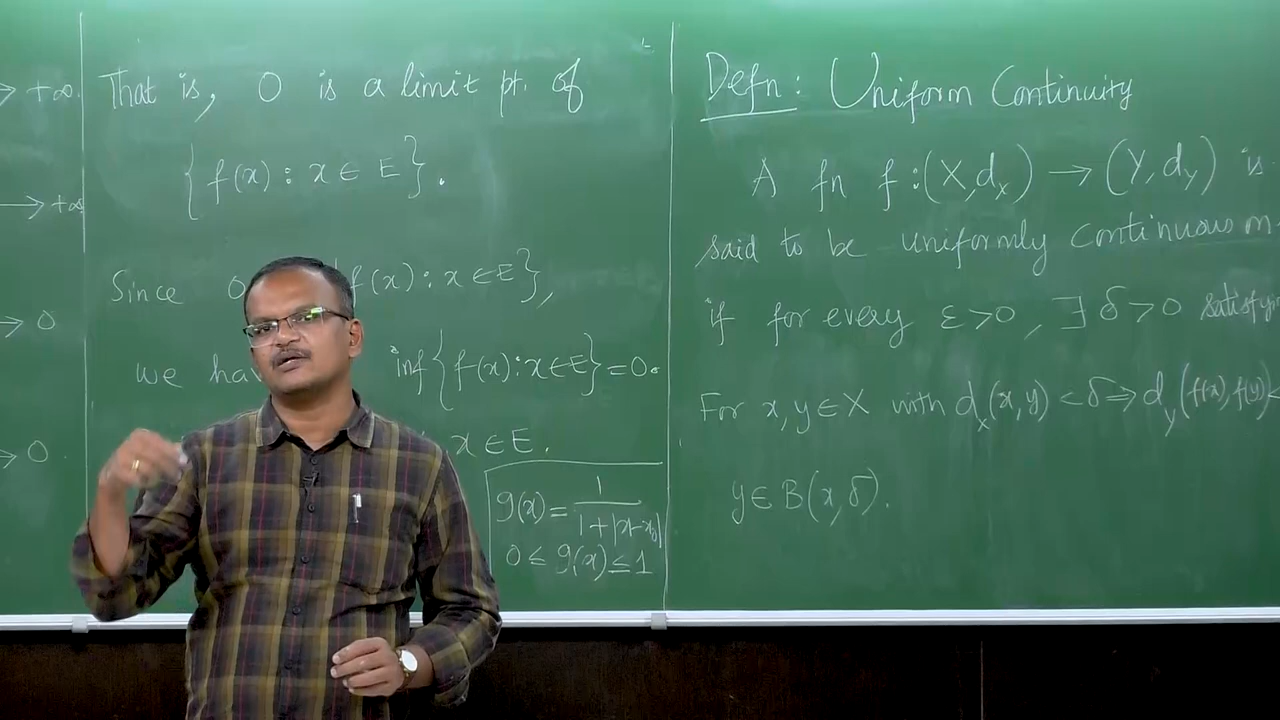 → +∞.
→ +∞
→ 0
→ 0.
That is, 0 is a limit pt. of
{f(x) : x ∈ E}.
Since 0 f(x) : x ∈ E},
we ha inf{f(x) : x ∈ E} = 0.
x ∈ E.
g(x) = 1 / (1 + |x - x₀|)
0 ≤ g(x) ≤ 1
Defn: Uniform Continuity
A fn f : (X, dₓ) → (Y, d_y) is
said to be uniformly continuous
if for every ε > 0, ∃ δ > 0
For x, y ∈ X with dₓ(x, y) < δ ⇒ d_y(f(x), f(y)) <
y ∈ B(x, δ).